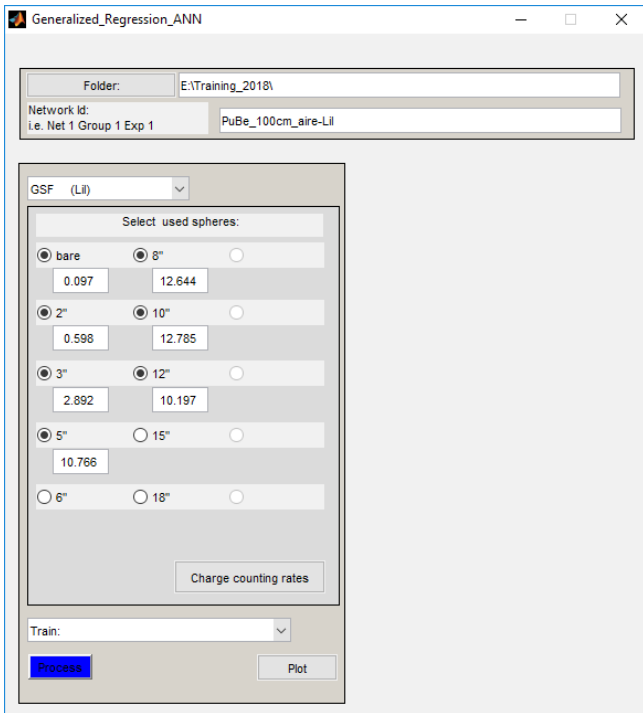 Generalized_Regression_ANN
Folder: E:\Training_2018\
Network Id:
i.e. Net 1 Group 1 Exp 1
PuBe_100cm_aire-LiI
GSF (LiI)
Select used spheres:
bare 8"
0.097 12.644
2" 10"
0.598 12.785
3" 12"
2.892 10.197
5" 15"
10.766
6" 18"
Charge counting rates
Train:
Process Plot